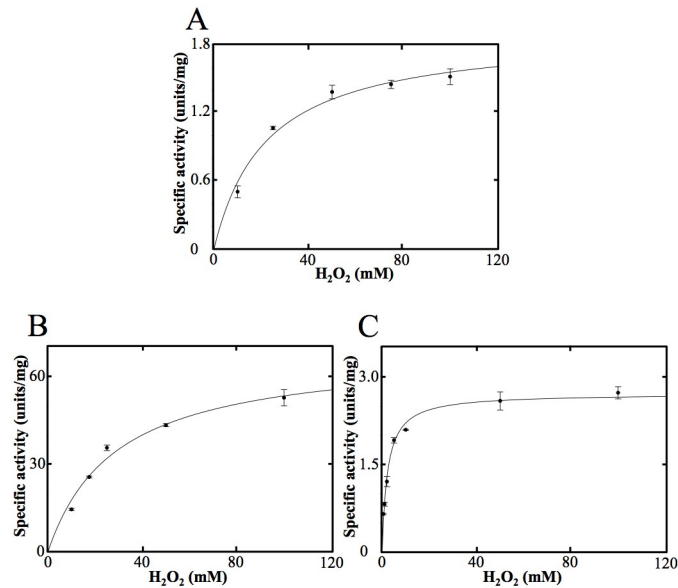 A
Specific activity (units/mg)
1.8
1.2
0.6
0
0 40 80 120
H₂O₂ (mM)
B
Specific activity (units/mg)
60
30
0
0 40 80 120
H₂O₂ (mM)
C
Specific activity (units/mg)
3.0
1.5
0
0 40 80 120
H₂O₂ (mM)